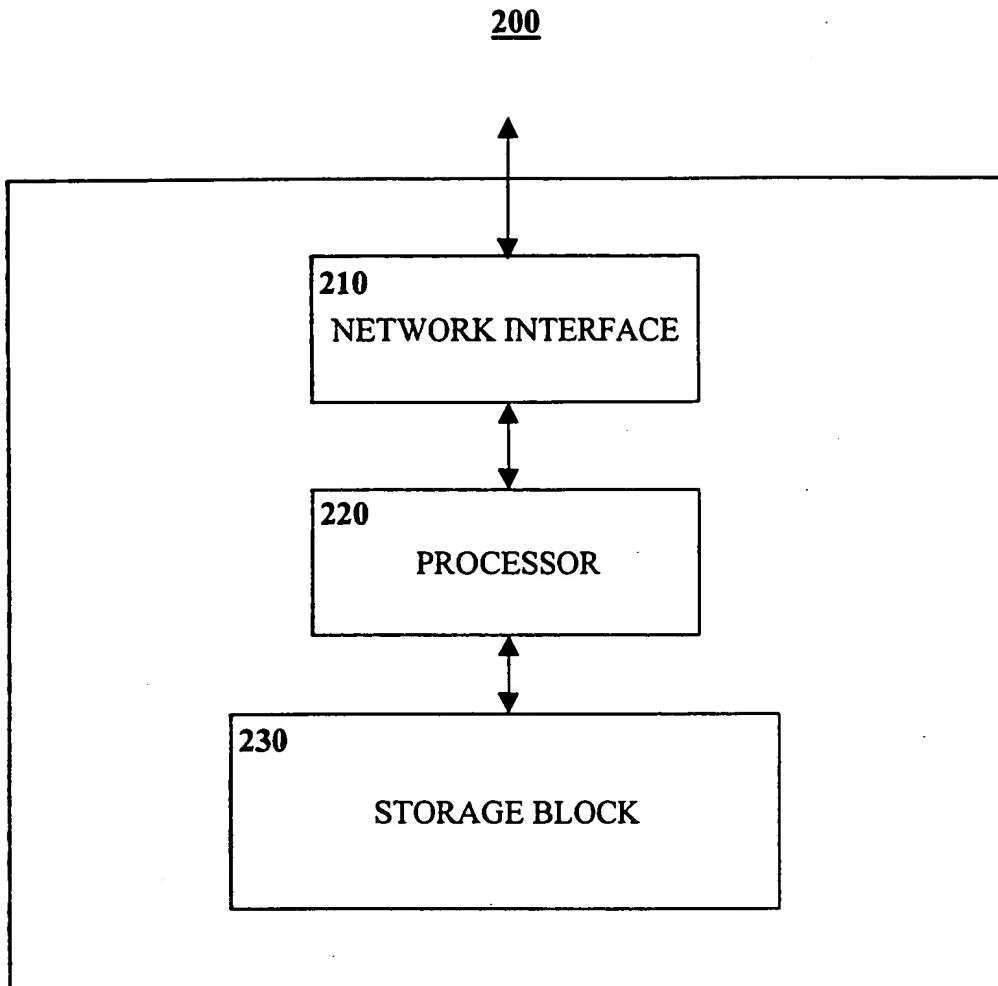 200
210
NETWORK INTERFACE
220
PROCESSOR
230
STORAGE BLOCK